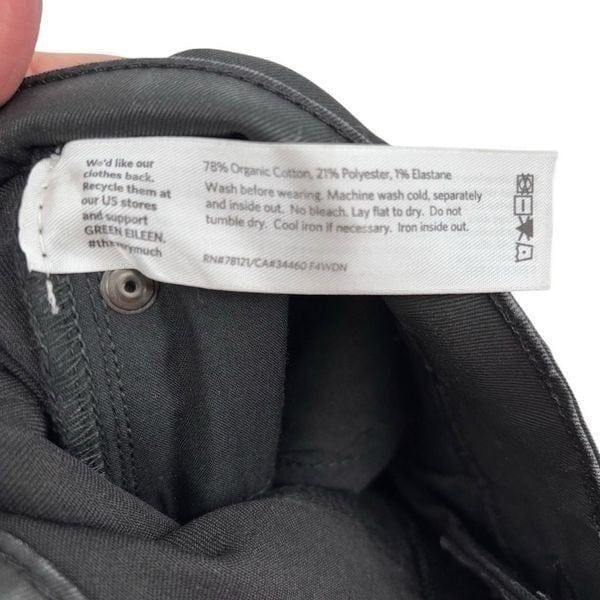 We'd like our
clothes back.
Recycle them at
our US stores
and support
GREEN EILEEN.
78% Organic Cotton, 21% Polyester, 1% Elastane
Wash before wearing. Machine wash cold, separately
and inside out. No bleach. Lay flat to dry. Do not
tumble dry. Cool iron if necessary. Iron inside out.
RN#78121/CA#34460 F4WDN